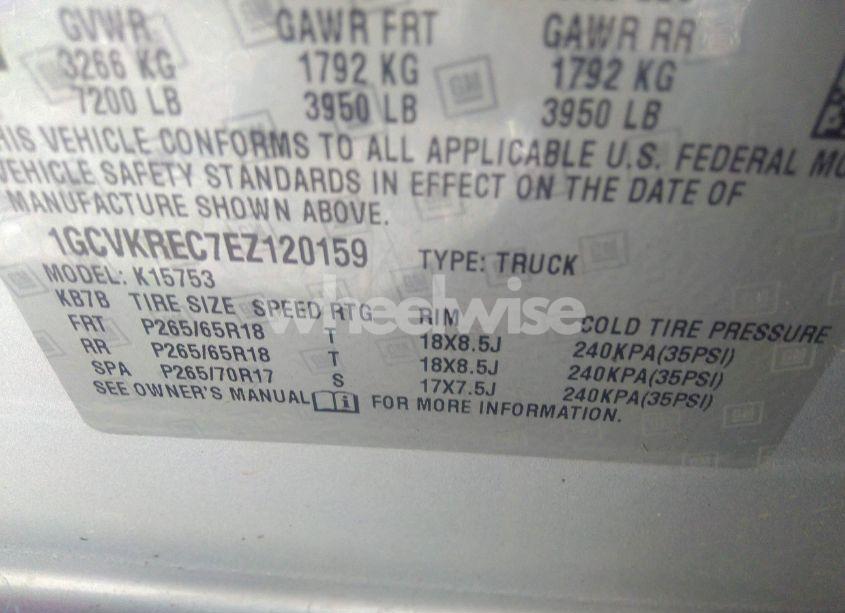 GVWR GAWR FRT GAWR RR
3266 KG 1792 KG 1792 KG
7200 LB 3950 LB 3950 LB
HIS VEHICLE CONFORMS TO ALL APPLICABLE U.S. FEDERAL MO
VEHICLE SAFETY STANDARDS IN EFFECT ON THE DATE OF
MANUFACTURE SHOWN ABOVE.
1GCVKREC7EZ120159 TYPE: TRUCK
MODEL: K15753
KB7B TIRE SIZE SPEED RTG RIM COLD TIRE PRESSURE
FRT P265/65R18 T 18X8.5J 240KPA(35PSI)
RR P265/65R18 T 18X8.5J 240KPA(35PSI)
SPA P265/70R17 S 17X7.5J 240KPA(35PSI)
SEE OWNER'S MANUAL FOR MORE INFORMATION.
GM
wheelwise